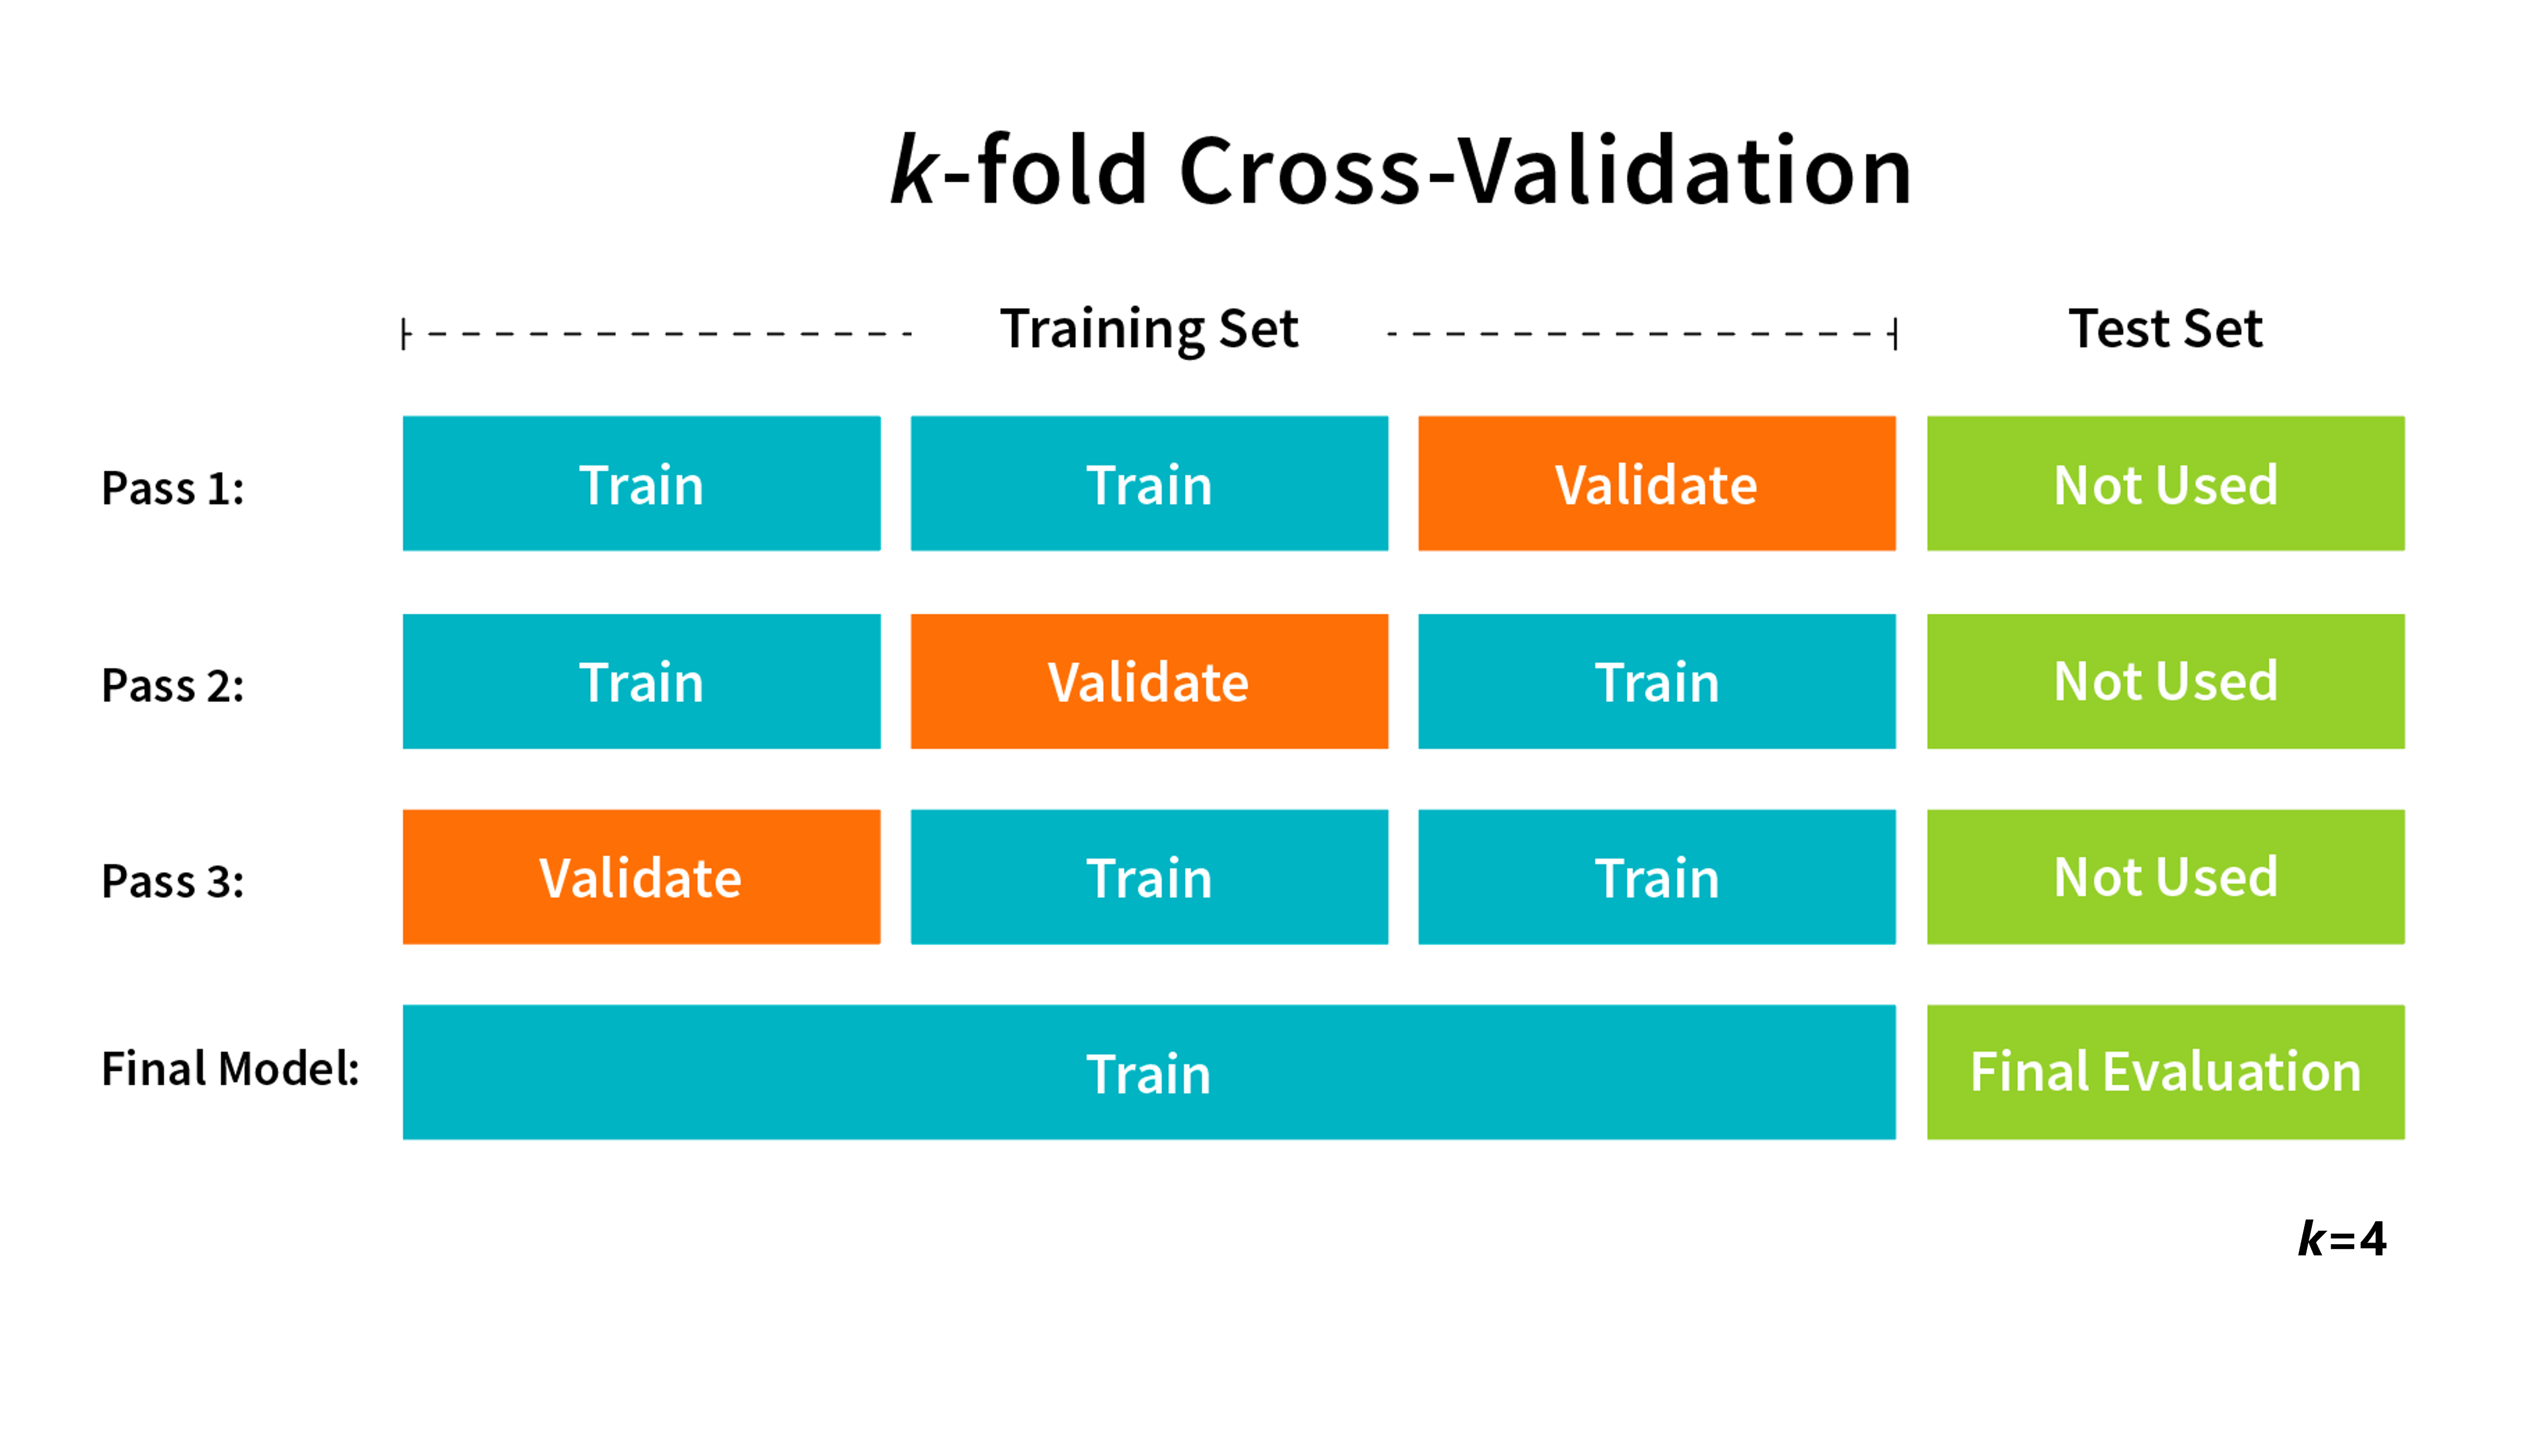 k-fold Cross-Validation
Training Set Test Set
Pass 1: Train Train Validate Not Used
Pass 2: Train Validate Train Not Used
Pass 3: Validate Train Train Not Used
Final Model: Train Final Evaluation
k=4